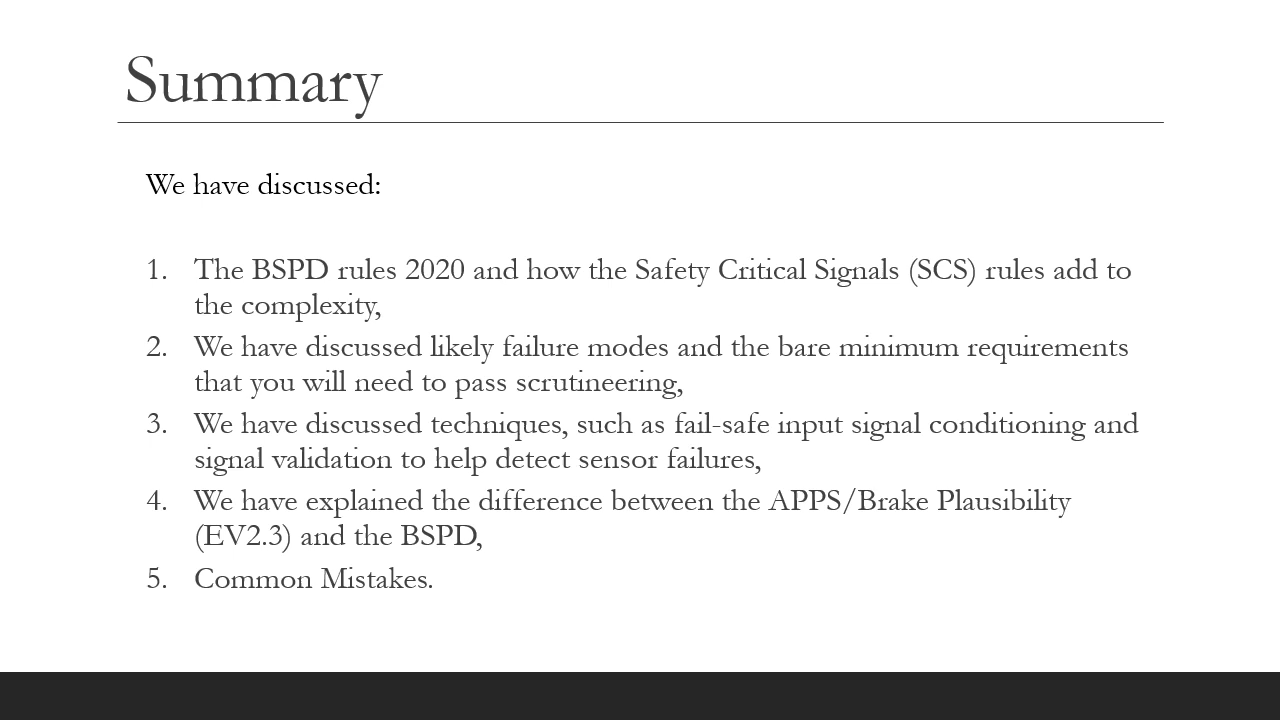 Summary
We have discussed:
1. The BSPD rules 2020 and how the Safety Critical Signals (SCS) rules add to
the complexity,
2. We have discussed likely failure modes and the bare minimum requirements
that you will need to pass scrutineering,
3. We have discussed techniques, such as fail-safe input signal conditioning and
signal validation to help detect sensor failures,
4. We have explained the difference between the APPS/Brake Plausibility
(EV2.3) and the BSPD,
5. Common Mistakes.